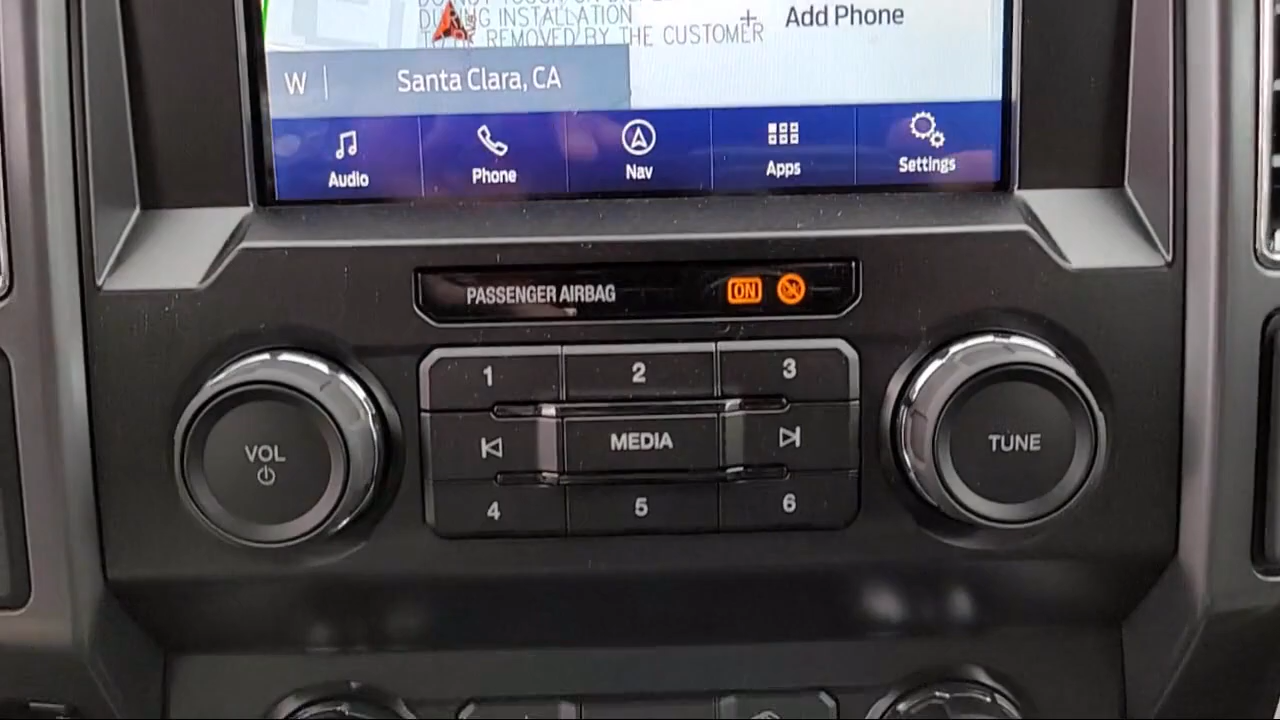 DURING INSTALLATION
TO BE REMOVED BY THE CUSTOMER
Add Phone
W
Santa Clara, CA
Audio
Phone
Nav
Apps
Settings
PASSENGER AIRBAG
ON
1
2
3
VOL
MEDIA
TUNE
4
5
6